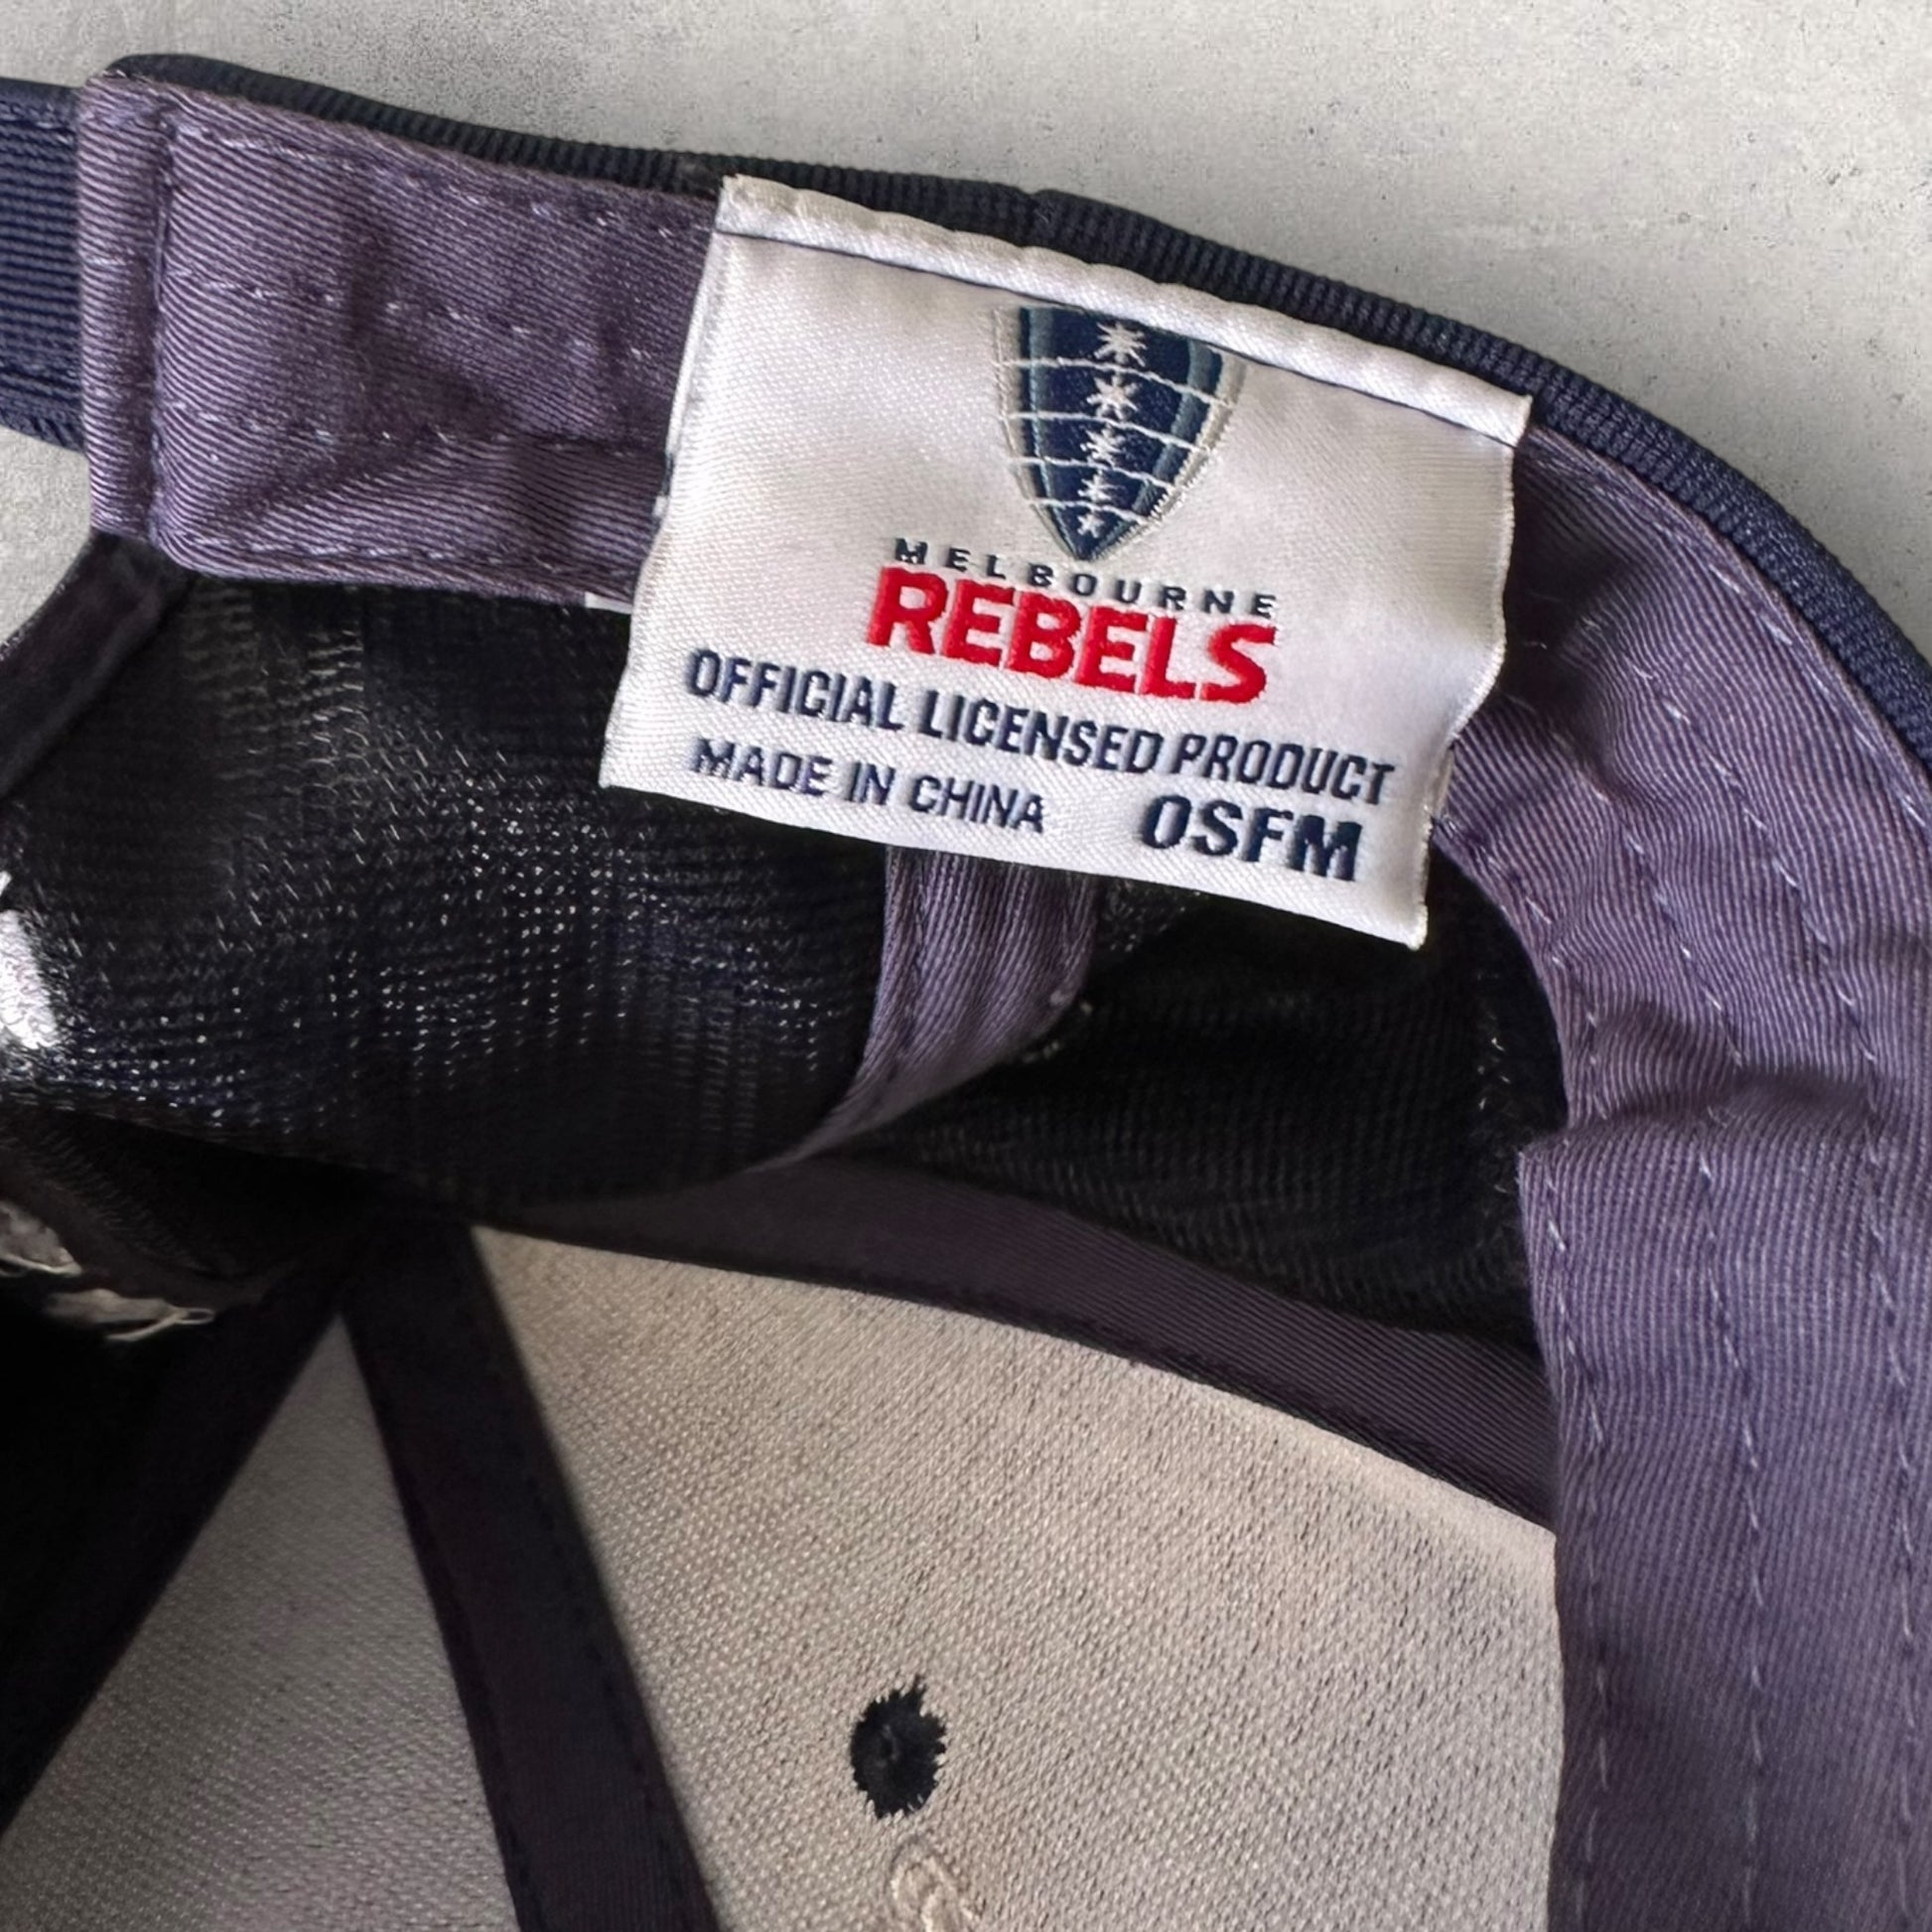 MELBOURNE
REBELS
OFFICIAL LICENSED PRODUCT
MADE IN CHINA OSFM